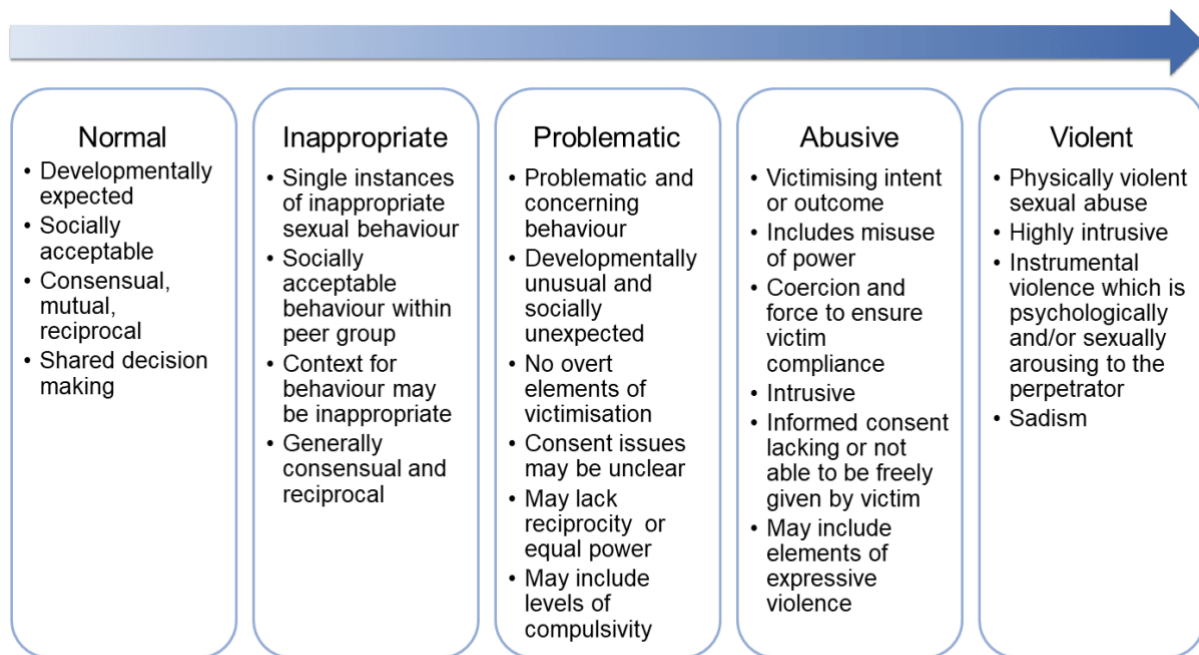 Normal
• Developmentally
expected
• Socially
acceptable
• Consensual,
mutual,
reciprocal
• Shared decision
making
Inappropriate
• Single instances
of inappropriate
sexual behaviour
• Socially
acceptable
behaviour within
peer group
• Context for
behaviour may
be inappropriate
• Generally
consensual and
reciprocal
Problematic
• Problematic and
concerning
behaviour
• Developmentally
unusual and
socially
unexpected
• No overt
elements of
victimisation
• Consent issues
may be unclear
• May lack
reciprocity or
equal power
• May include
levels of
compulsivity
Abusive
• Victimising intent
or outcome
• Includes misuse
of power
• Coercion and
force to ensure
victim
compliance
• Intrusive
• Informed consent
lacking or not
able to be freely
given by victim
• May include
elements of
expressive
violence
Violent
• Physically violent
sexual abuse
• Highly intrusive
• Instrumental
violence which is
psychologically
and/or sexually
arousing to the
perpetrator
• Sadism